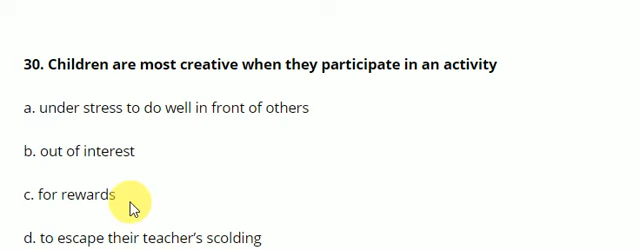 30. Children are most creative when they participate in an activity
a. under stress to do well in front of others
b. out of interest
c. for rewards
d. to escape their teacher's scolding